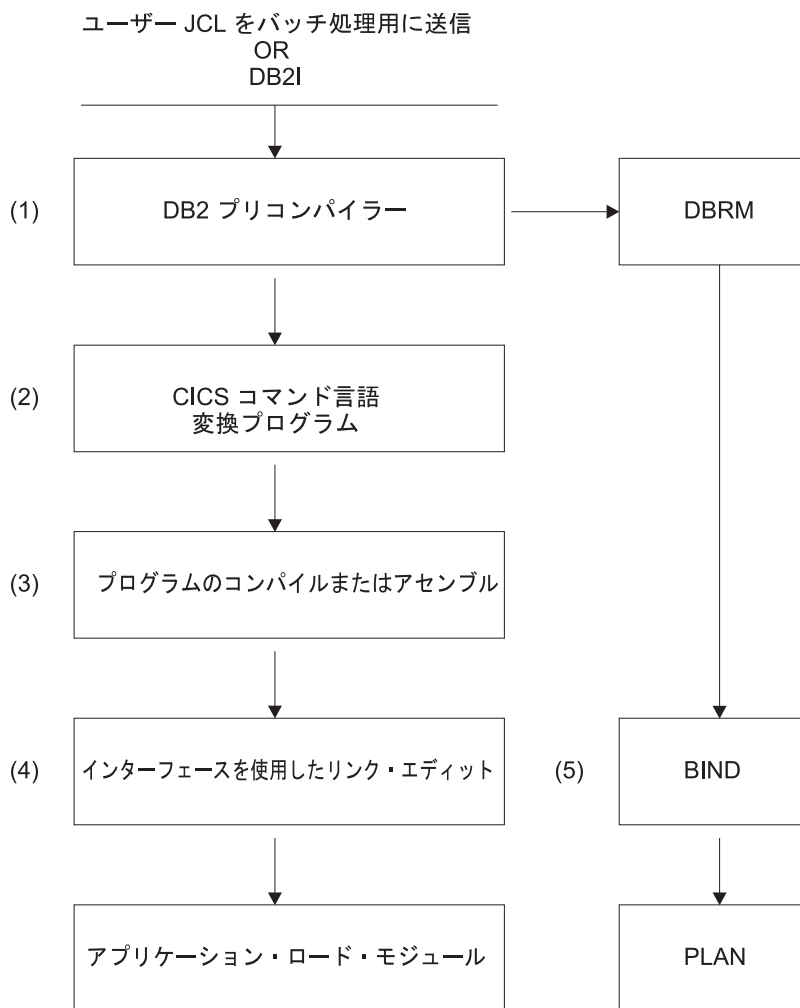 ユーザー JCL をバッチ処理用に送信
OR
DB2I
(1)
DB2 プリコンパイラー
DBRM
(2)
CICS コマンド言語
変換プログラム
(3)
プログラムのコンパイルまたはアセンブル
(4)
インターフェースを使用したリンク・エディット
(5)
BIND
アプリケーション・ロード・モジュール
PLAN